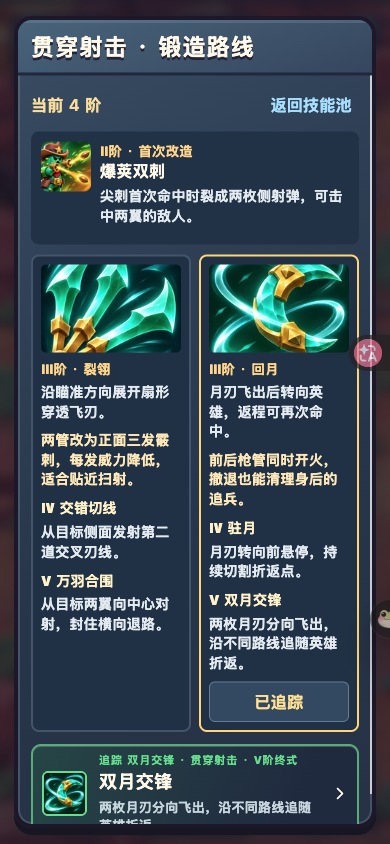 贯穿射击 · 锻造路线
当前 4 阶
返回技能池
II阶 · 首次改造
爆荚双刺
尖刺首次命中时裂成两枚侧射弹，可击
中两翼的敌人。
III阶 · 裂翎
沿瞄准方向展开扇形
穿透飞刃。
两管改为正面三发霰
刺，每发威力降低，
适合贴近扫射。
IV 交错切线
从目标侧面发射第二
道交叉刃线。
V 万羽合围
从目标两翼向中心对
射，封住横向退路。
III阶 · 回月
月刃飞出后转向英
雄，返程可再次命
中。
前后枪管同时开火，
撤退也能清理身后的
追兵。
IV 驻月
月刃转向前悬停，持
续切割折返点。
V 双月交锋
两枚月刃分向飞出，
沿不同路线追随英雄
折返。
已追踪
追踪 双月交锋 · 贯穿射击 · V阶终式
双月交锋
两枚月刃分向飞出，沿不同路线追随
英雄折返。